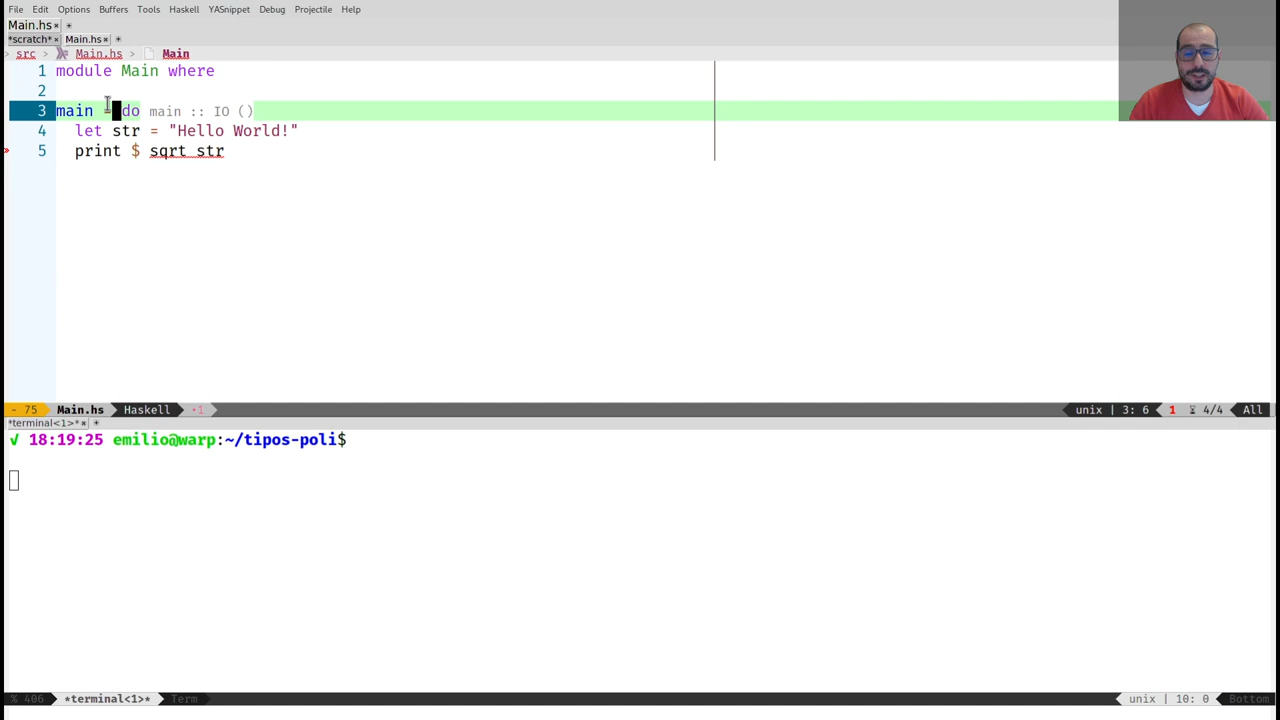 File Edit Options Buffers Tools Haskell YASnippet Debug Projectile Help
Main.hs× +
*scratch*× Main.hs× +
> src > Main.hs > Main
1 module Main where
2
3 main = do main :: IO ()
4 let str = "Hello World!"
» 5 print $ sqrt str
- 75 Main.hs Haskell •1 unix | 3: 6 1 4/4 All
*terminal<1>*× +
√ 18:19:25 emilio@warp:~/tipos-poli$
% 406 *terminal<1>* Term unix | 10: 0 Bottom